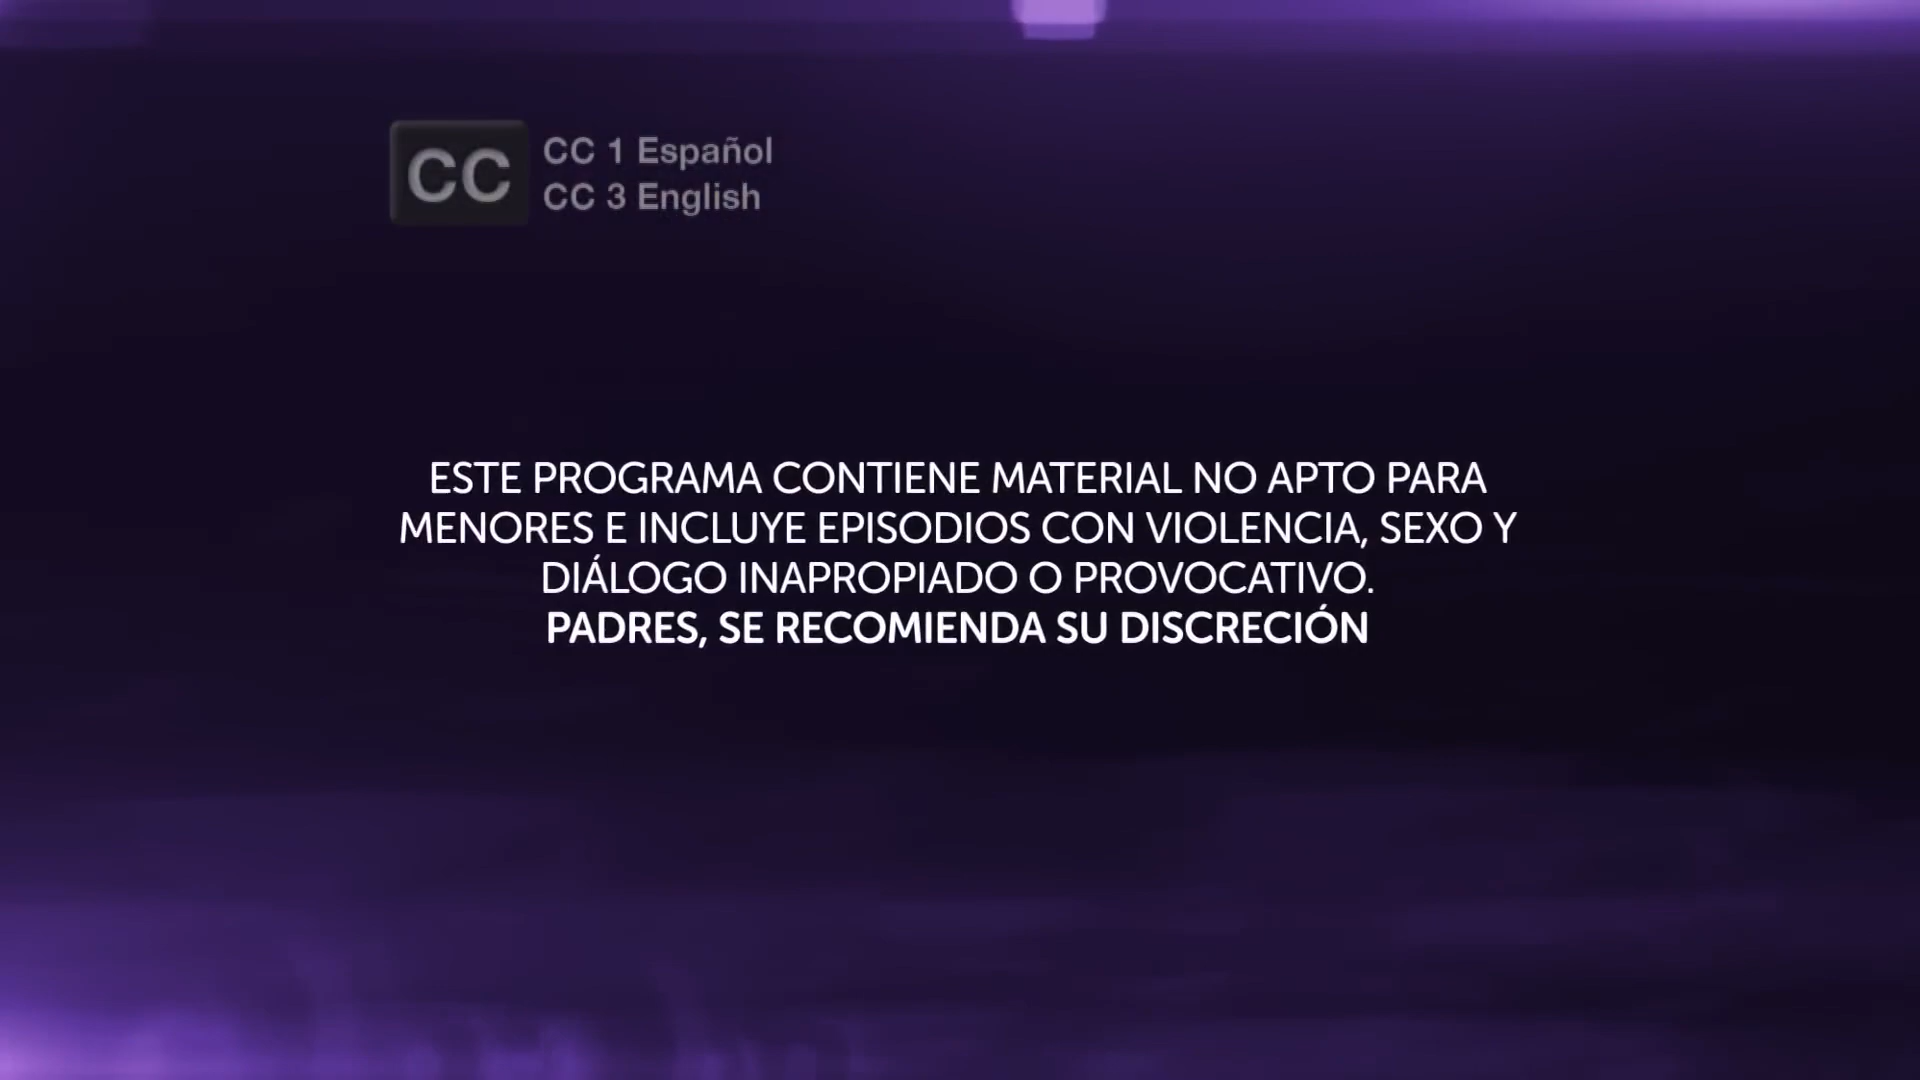 CC
CC 1 Español
CC 3 English
ESTE PROGRAMA CONTIENE MATERIAL NO APTO PARA
MENORES E INCLUYE EPISODIOS CON VIOLENCIA, SEXO Y
DIÁLOGO INAPROPIADO O PROVOCATIVO.
PADRES, SE RECOMIENDA SU DISCRECIÓN